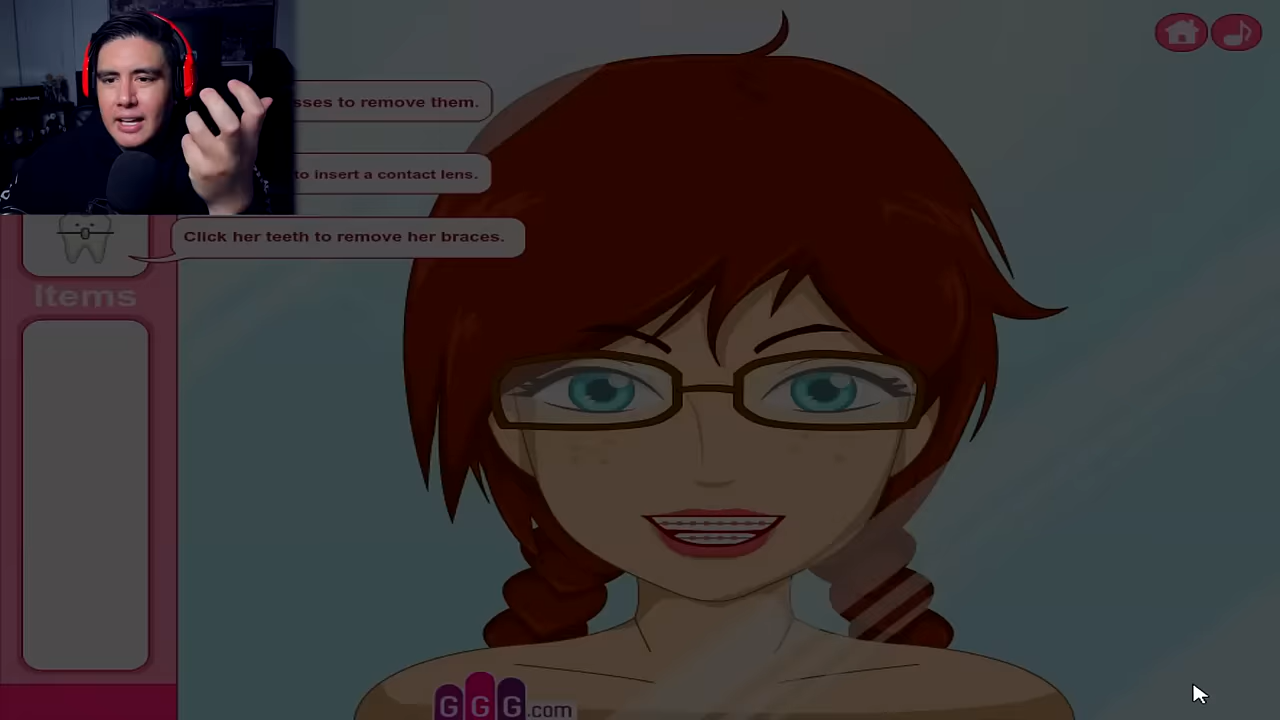 sses to remove them.
to insert a contact lens.
Click her teeth to remove her braces.
Items
GGG.com